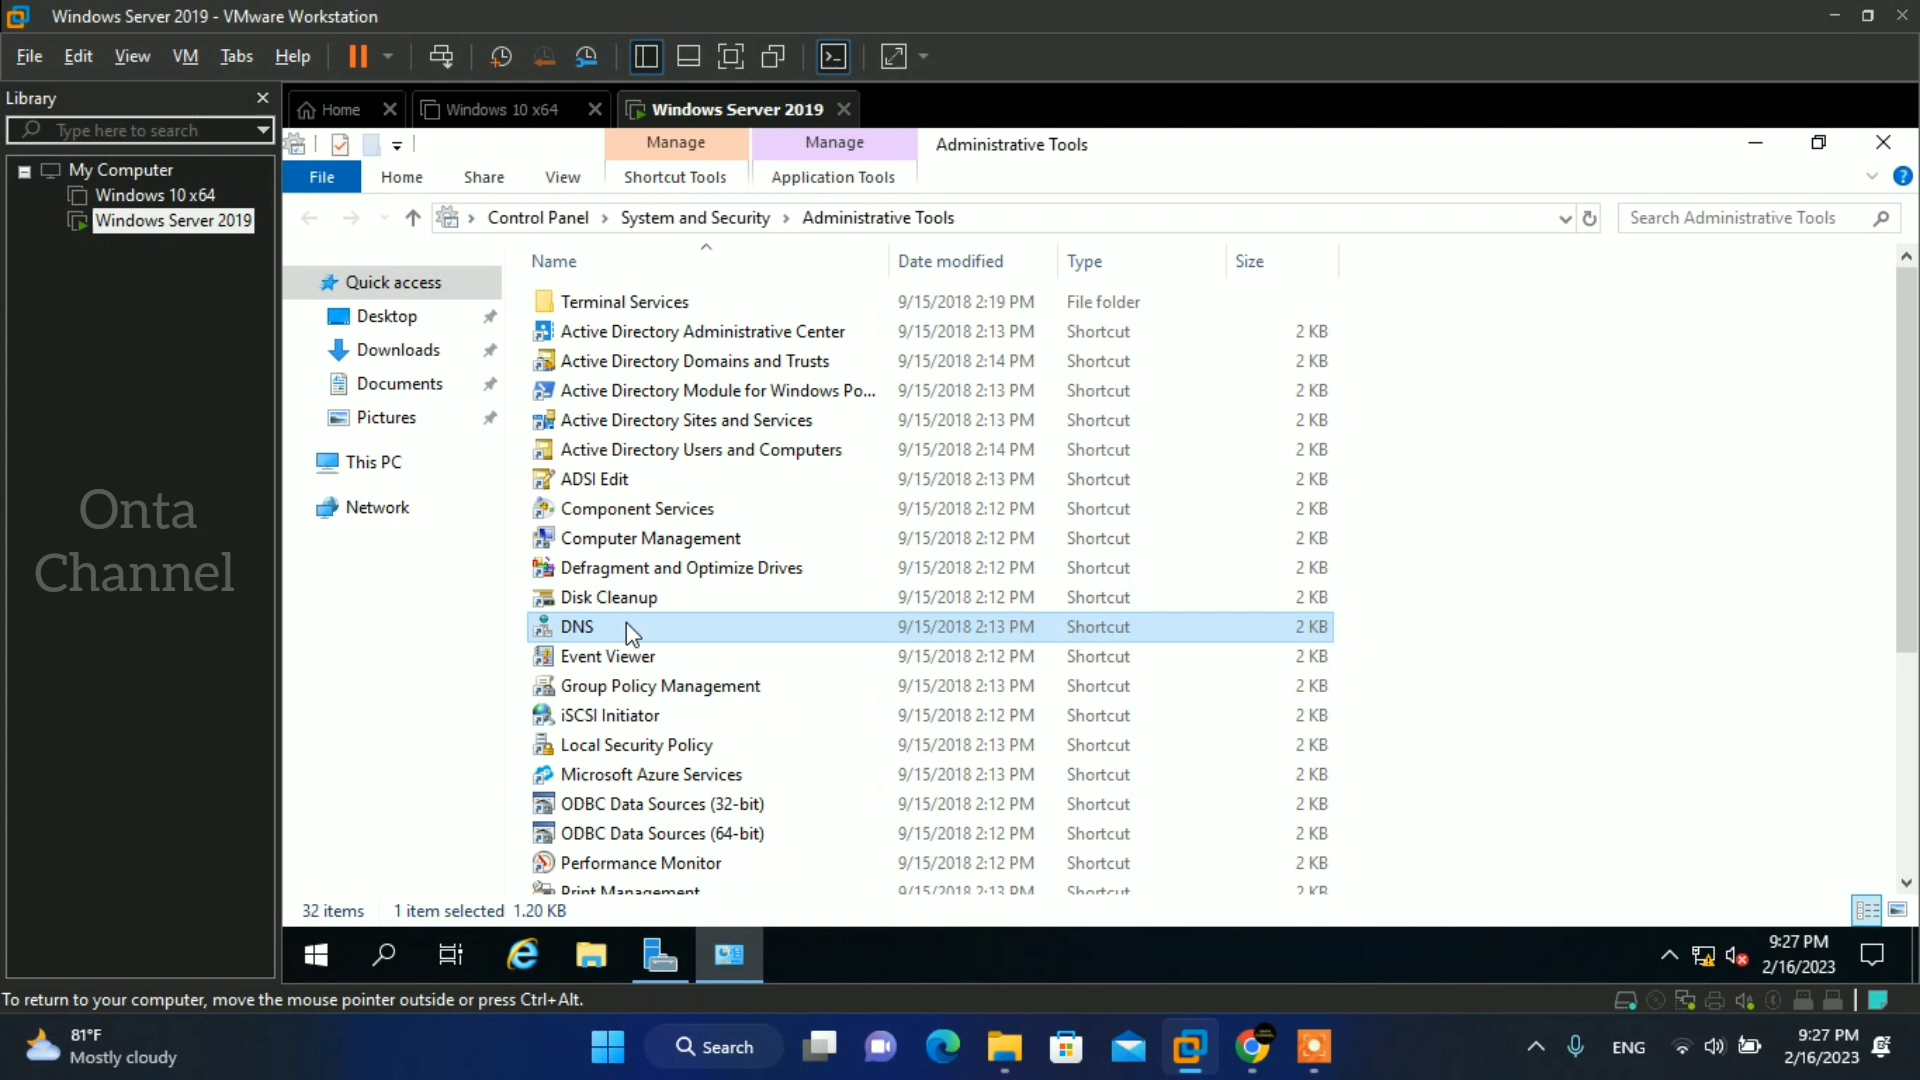 Windows Server 2019 - VMware Workstation
File Edit View VM Tabs Help
Library
Type here to search
My Computer
Windows 10 x64
Windows Server 2019
Onta
Channel
Home Windows 10 x64 Windows Server 2019
Manage Manage Administrative Tools
File Home Share View Shortcut Tools Application Tools
Control Panel System and Security Administrative Tools Search Administrative Tools
Quick access
Desktop
Downloads
Documents
Pictures
This PC
Network
Name Date modified Type Size
Terminal Services 9/15/2018 2:19 PM File folder
Active Directory Administrative Center 9/15/2018 2:13 PM Shortcut 2 KB
Active Directory Domains and Trusts 9/15/2018 2:14 PM Shortcut 2 KB
Active Directory Module for Windows Po... 9/15/2018 2:13 PM Shortcut 2 KB
Active Directory Sites and Services 9/15/2018 2:13 PM Shortcut 2 KB
Active Directory Users and Computers 9/15/2018 2:14 PM Shortcut 2 KB
ADSI Edit 9/15/2018 2:13 PM Shortcut 2 KB
Component Services 9/15/2018 2:12 PM Shortcut 2 KB
Computer Management 9/15/2018 2:12 PM Shortcut 2 KB
Defragment and Optimize Drives 9/15/2018 2:12 PM Shortcut 2 KB
Disk Cleanup 9/15/2018 2:12 PM Shortcut 2 KB
DNS 9/15/2018 2:13 PM Shortcut 2 KB
Event Viewer 9/15/2018 2:12 PM Shortcut 2 KB
Group Policy Management 9/15/2018 2:13 PM Shortcut 2 KB
iSCSI Initiator 9/15/2018 2:12 PM Shortcut 2 KB
Local Security Policy 9/15/2018 2:13 PM Shortcut 2 KB
Microsoft Azure Services 9/15/2018 2:13 PM Shortcut 2 KB
ODBC Data Sources (32-bit) 9/15/2018 2:12 PM Shortcut 2 KB
ODBC Data Sources (64-bit) 9/15/2018 2:12 PM Shortcut 2 KB
Performance Monitor 9/15/2018 2:12 PM Shortcut 2 KB
Print Management 9/15/2018 2:13 PM Shortcut 2 KB
32 items 1 item selected 1.20 KB
9:27 PM
2/16/2023
To return to your computer, move the mouse pointer outside or press Ctrl+Alt.
81°F
Mostly cloudy
Search
ENG
9:27 PM
2/16/2023